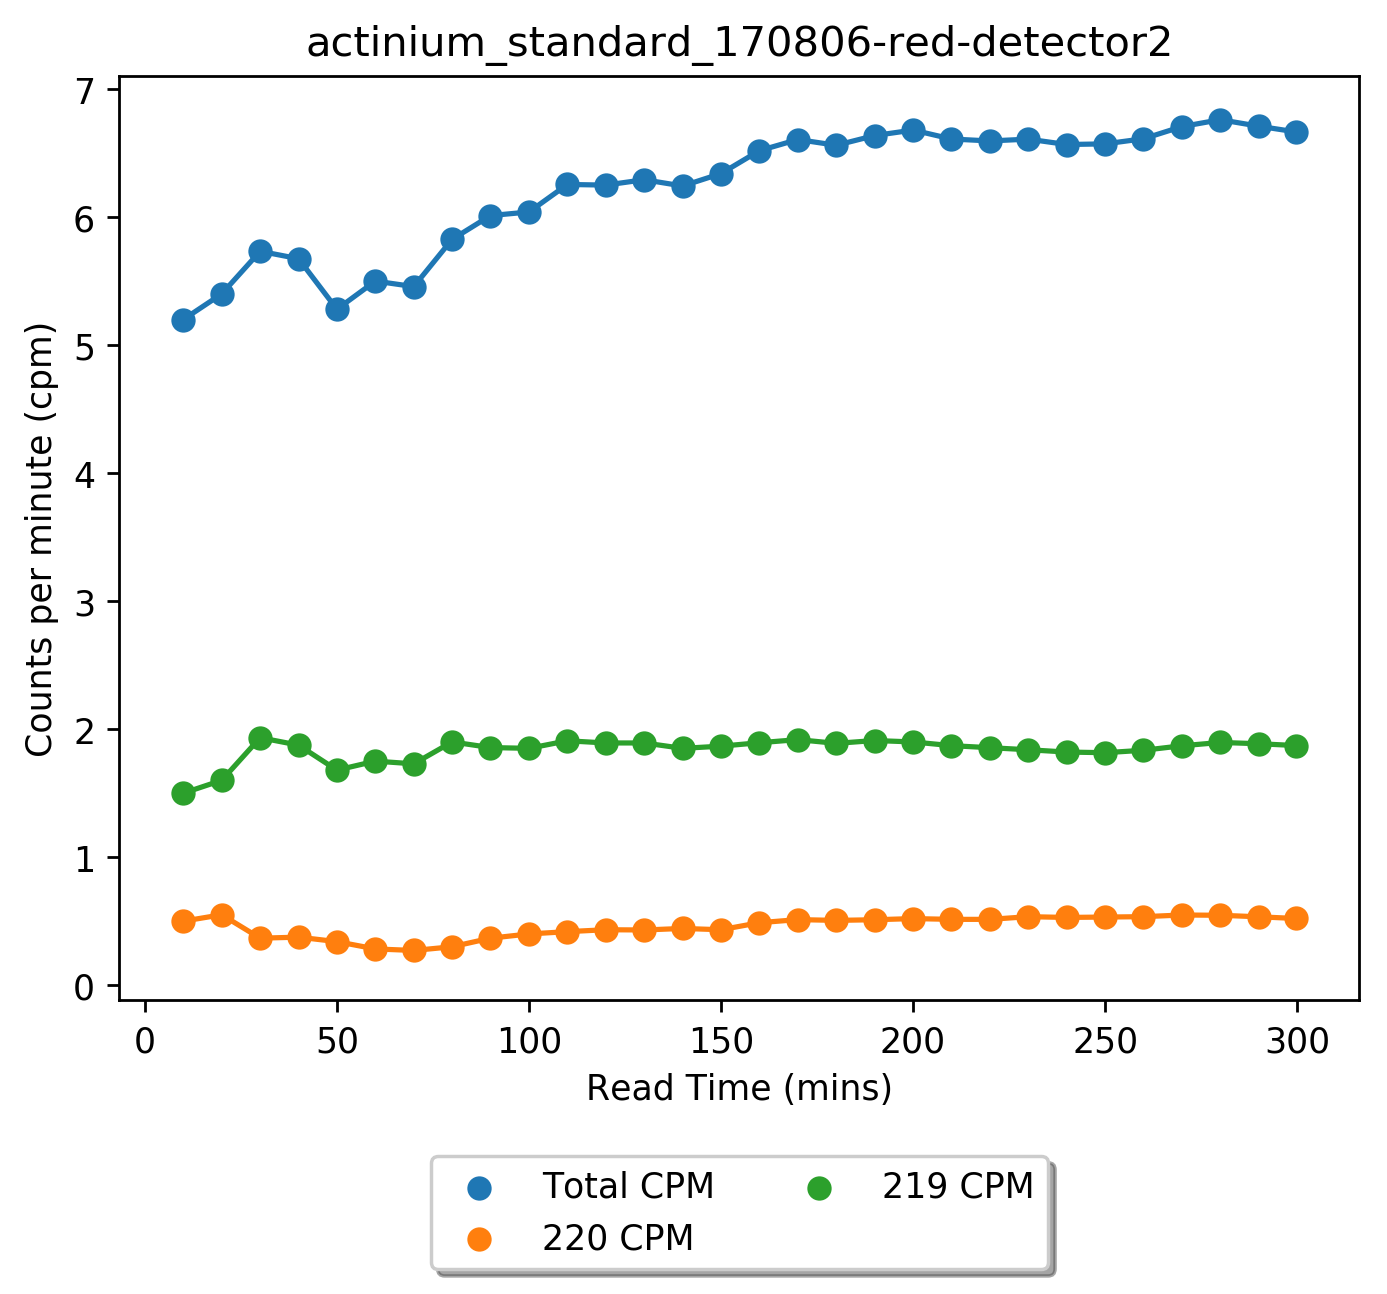 actinium_standard_170806-red-detector2
7
6
5
4
3
2
1
0
Counts per minute (cpm)
0 50 100 150 200 250 300
Read Time (mins)
Total CPM 219 CPM
220 CPM